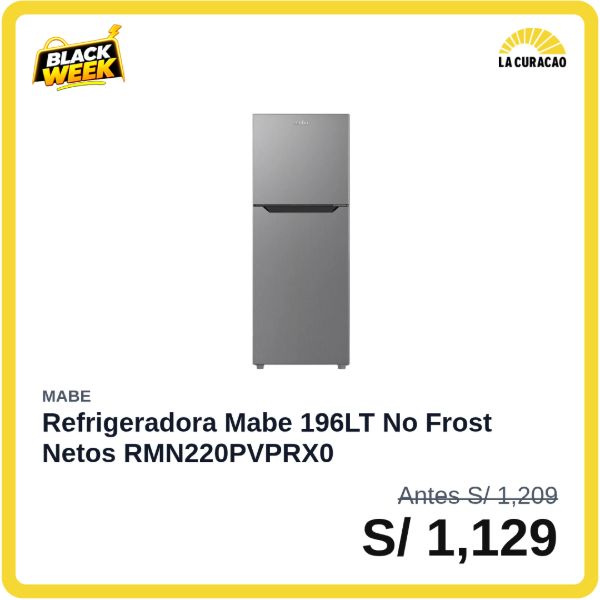 BLACK
WEEK
LA CURACAO
MABE
Refrigeradora Mabe 196LT No Frost
Netos RMN220PVPRX0
Antes S/ 1,209
S/ 1,129